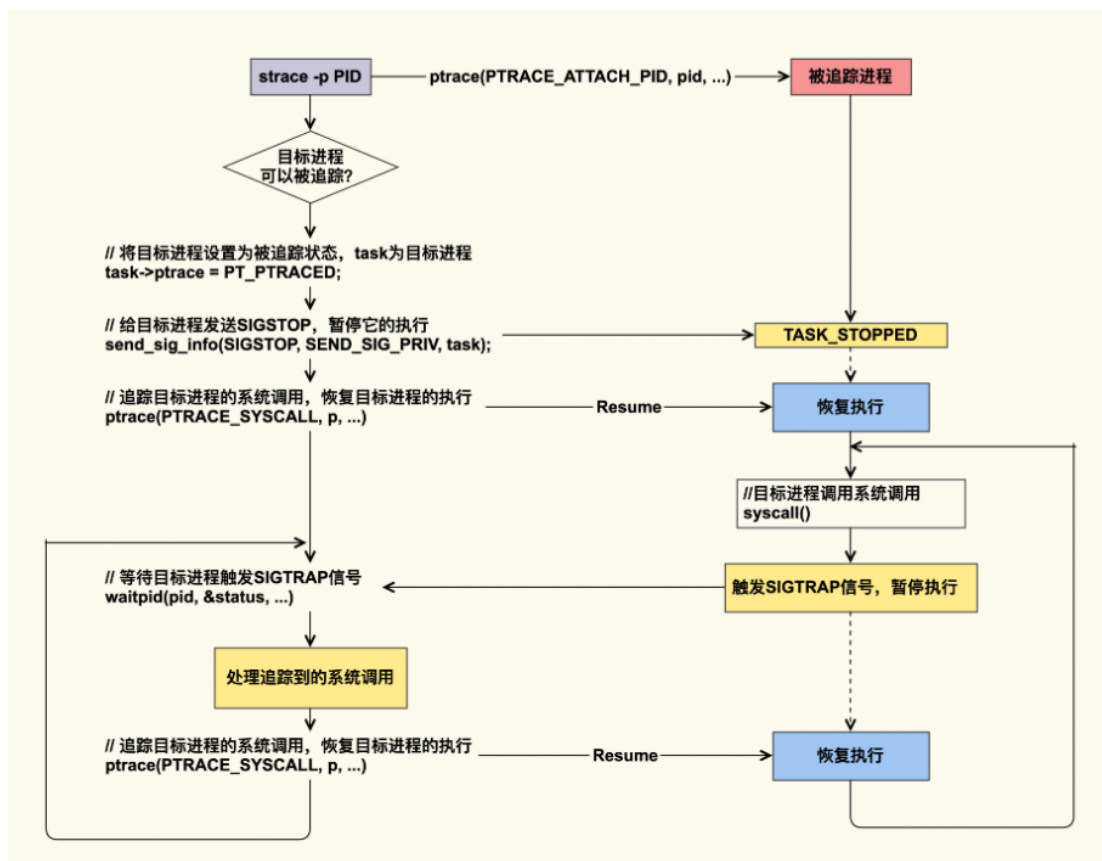 strace -p PID
ptrace(PTRACE_ATTACH_PID, pid, ...)
被追踪进程
目标进程
可以被追踪?
// 将目标进程设置为被追踪状态，task为目标进程
task->ptrace = PT_PTRACED;
// 给目标进程发送SIGSTOP，暂停它的执行
send_sig_info(SIGSTOP, SEND_SIG_PRIV, task);
TASK_STOPPED
// 追踪目标进程的系统调用，恢复目标进程的执行
ptrace(PTRACE_SYSCALL, p, ...)
Resume
恢复执行
//目标进程调用系统调用
syscall()
// 等待目标进程触发SIGTRAP信号
waitpid(pid, &status, ...)
触发SIGTRAP信号，暂停执行
处理追踪到的系统调用
// 追踪目标进程的系统调用，恢复目标进程的执行
ptrace(PTRACE_SYSCALL, p, ...)
Resume
恢复执行